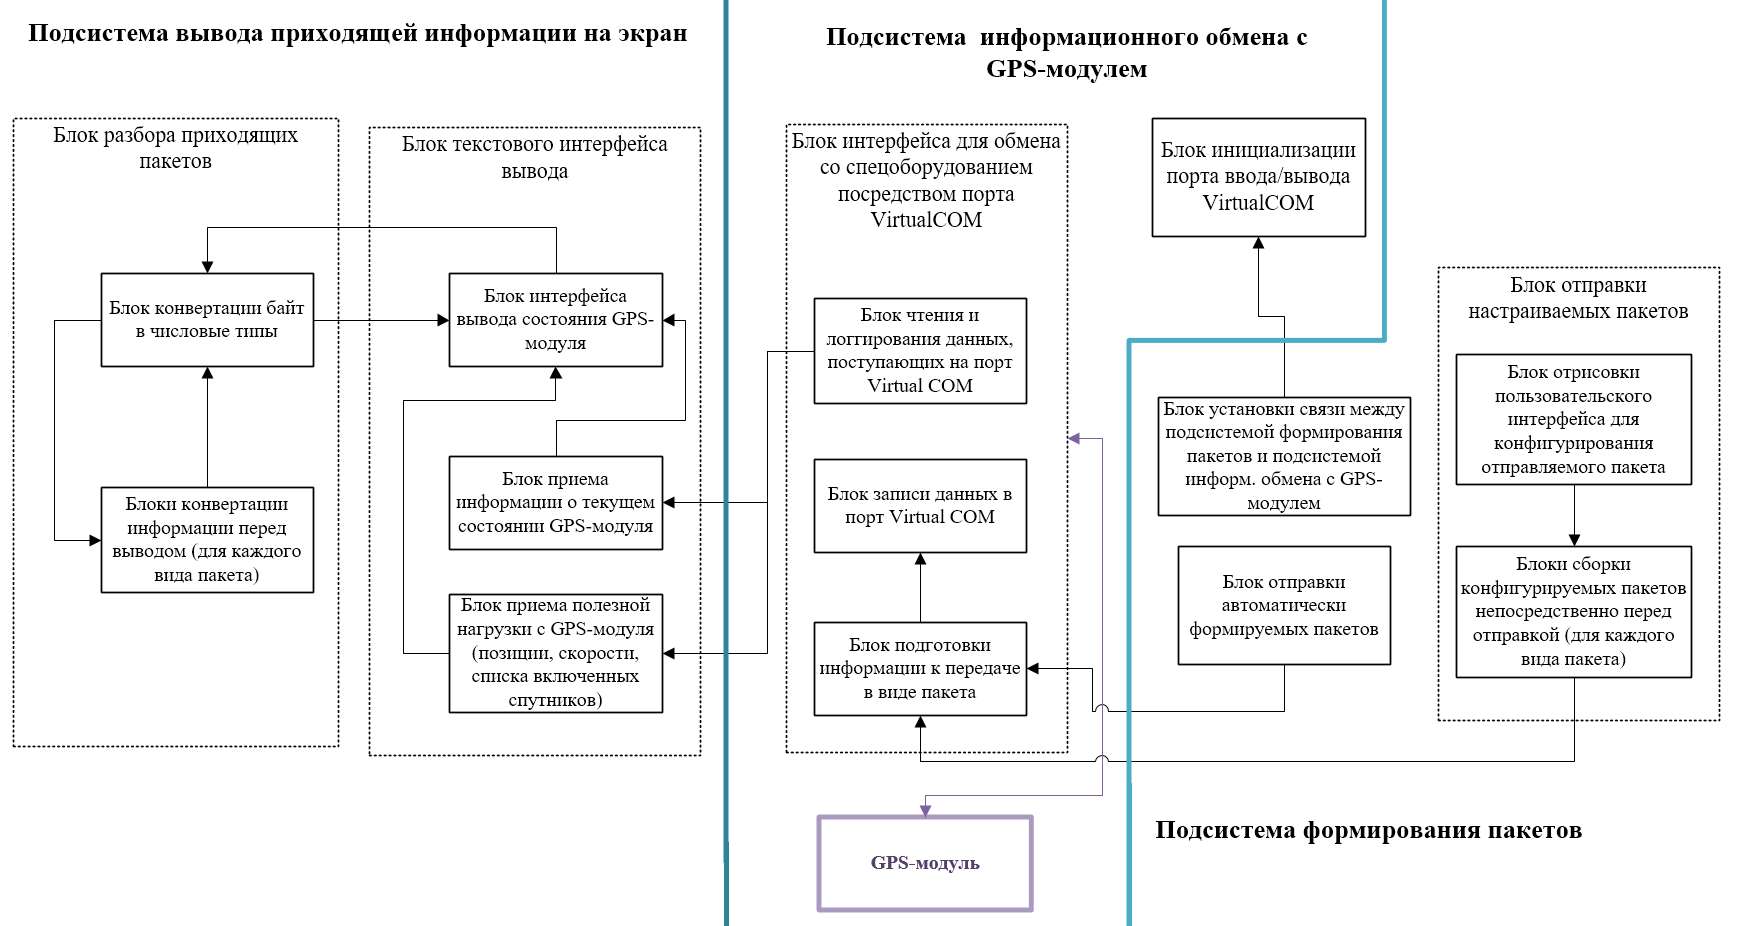 Подсистема вывода приходящей информации на экран
Подсистема информационного обмена с
GPS-модулем
Блок разбора приходящих
пакетов
Блок конвертации байт
в числовые типы
Блоки конвертации
информации перед
выводом (для каждого
вида пакета)
Блок текстового интерфейса
вывода
Блок интерфейса
вывода состояния GPS-
модуля
Блок приема
информации о текущем
состоянии GPS-модуля
Блок приема полезной
нагрузки с GPS-модуля
(позиции, скорости,
списка включенных
спутников)
Блок интерфейса для обмена
со спецоборудованием
посредством порта
VirtualCOM
Блок чтения и
логгирования данных,
поступающих на порт
Virtual COM
Блок записи данных в
порт Virtual COM
Блок подготовки
информации к передаче
в виде пакета
GPS-модуль
Блок инициализации
порта ввода/вывода
VirtualCOM
Блок установки связи между
подсистемой формирования
пакетов и подсистемой
информ. обмена с GPS-
модулем
Блок отправки
автоматически
формируемых пакетов
Блок отправки
настраиваемых пакетов
Блок отрисовки
пользовательского
интерфейса для
конфигурирования
отправляемого пакета
Блоки сборки
конфигурируемых пакетов
непосредственно перед
отправкой (для каждого
вида пакета)
Подсистема формирования пакетов